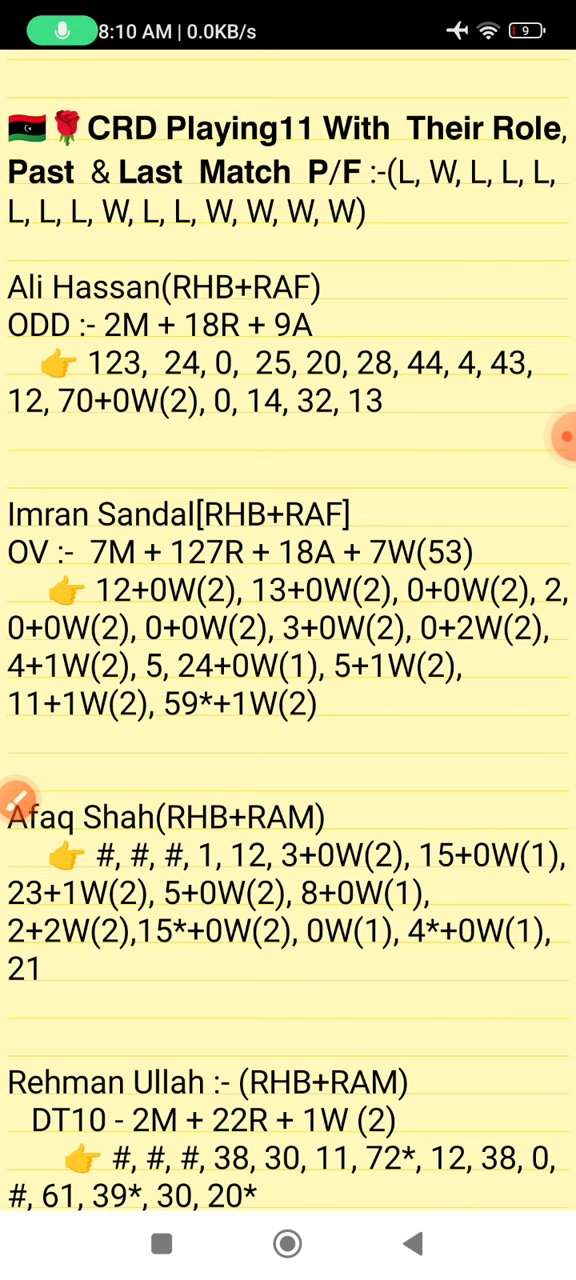 8:10 AM | 0.0KB/s
9
🇱🇾🌹CRD Playing11 With Their Role,
Past & Last Match P/F :-(L, W, L, L, L,
L, L, L, W, L, L, W, W, W, W)
Ali Hassan(RHB+RAF)
ODD :- 2M + 18R + 9A
👉 123, 24, 0, 25, 20, 28, 44, 4, 43,
12, 70+0W(2), 0, 14, 32, 13
Imran Sandal[RHB+RAF]
OV :- 7M + 127R + 18A + 7W(53)
👉 12+0W(2), 13+0W(2), 0+0W(2), 2,
0+0W(2), 0+0W(2), 3+0W(2), 0+2W(2),
4+1W(2), 5, 24+0W(1), 5+1W(2),
11+1W(2), 59*+1W(2)
Afaq Shah(RHB+RAM)
👉 #, #, #, 1, 12, 3+0W(2), 15+0W(1),
23+1W(2), 5+0W(2), 8+0W(1),
2+2W(2),15*+0W(2), 0W(1), 4*+0W(1),
21
Rehman Ullah :- (RHB+RAM)
DT10 - 2M + 22R + 1W (2)
👉 #, #, #, 38, 30, 11, 72*, 12, 38, 0,
#, 61, 39*, 30, 20*